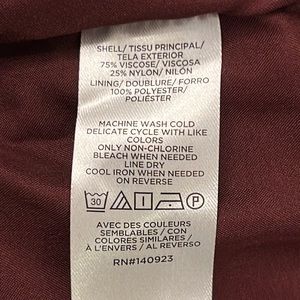 SHELL/ TISSU PRINCIPAL/
TELA EXTERIOR
75% VISCOSE/ VISCOSA
25% NYLON/ NILÓN
LINING/ DOUBLURE/ FORRO
100% POLYESTER/
POLIÉSTER
MACHINE WASH COLD
DELICATE CYCLE WITH LIKE
COLORS
ONLY NON-CHLORINE
BLEACH WHEN NEEDED
LINE DRY
COOL IRON WHEN NEEDED
ON REVERSE
30
AVEC DES COULEURS
SEMBLABLES / CON
COLORES SIMILARES /
À L'ENVERS / AL REVERSO
RN#140923